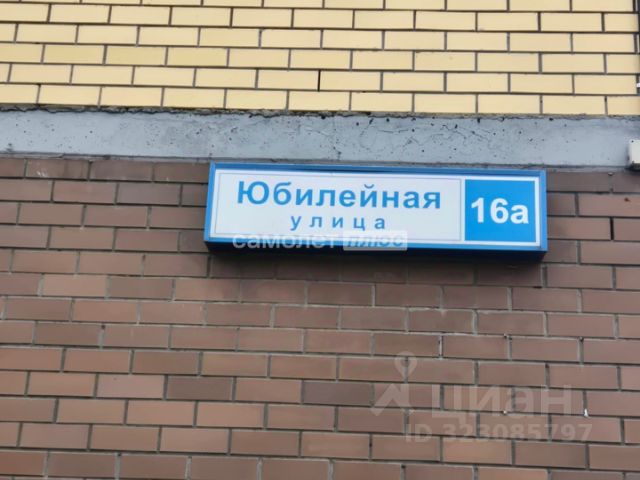 Юбилейная
улица
16а
самолет плюс
циан
ID 323085797